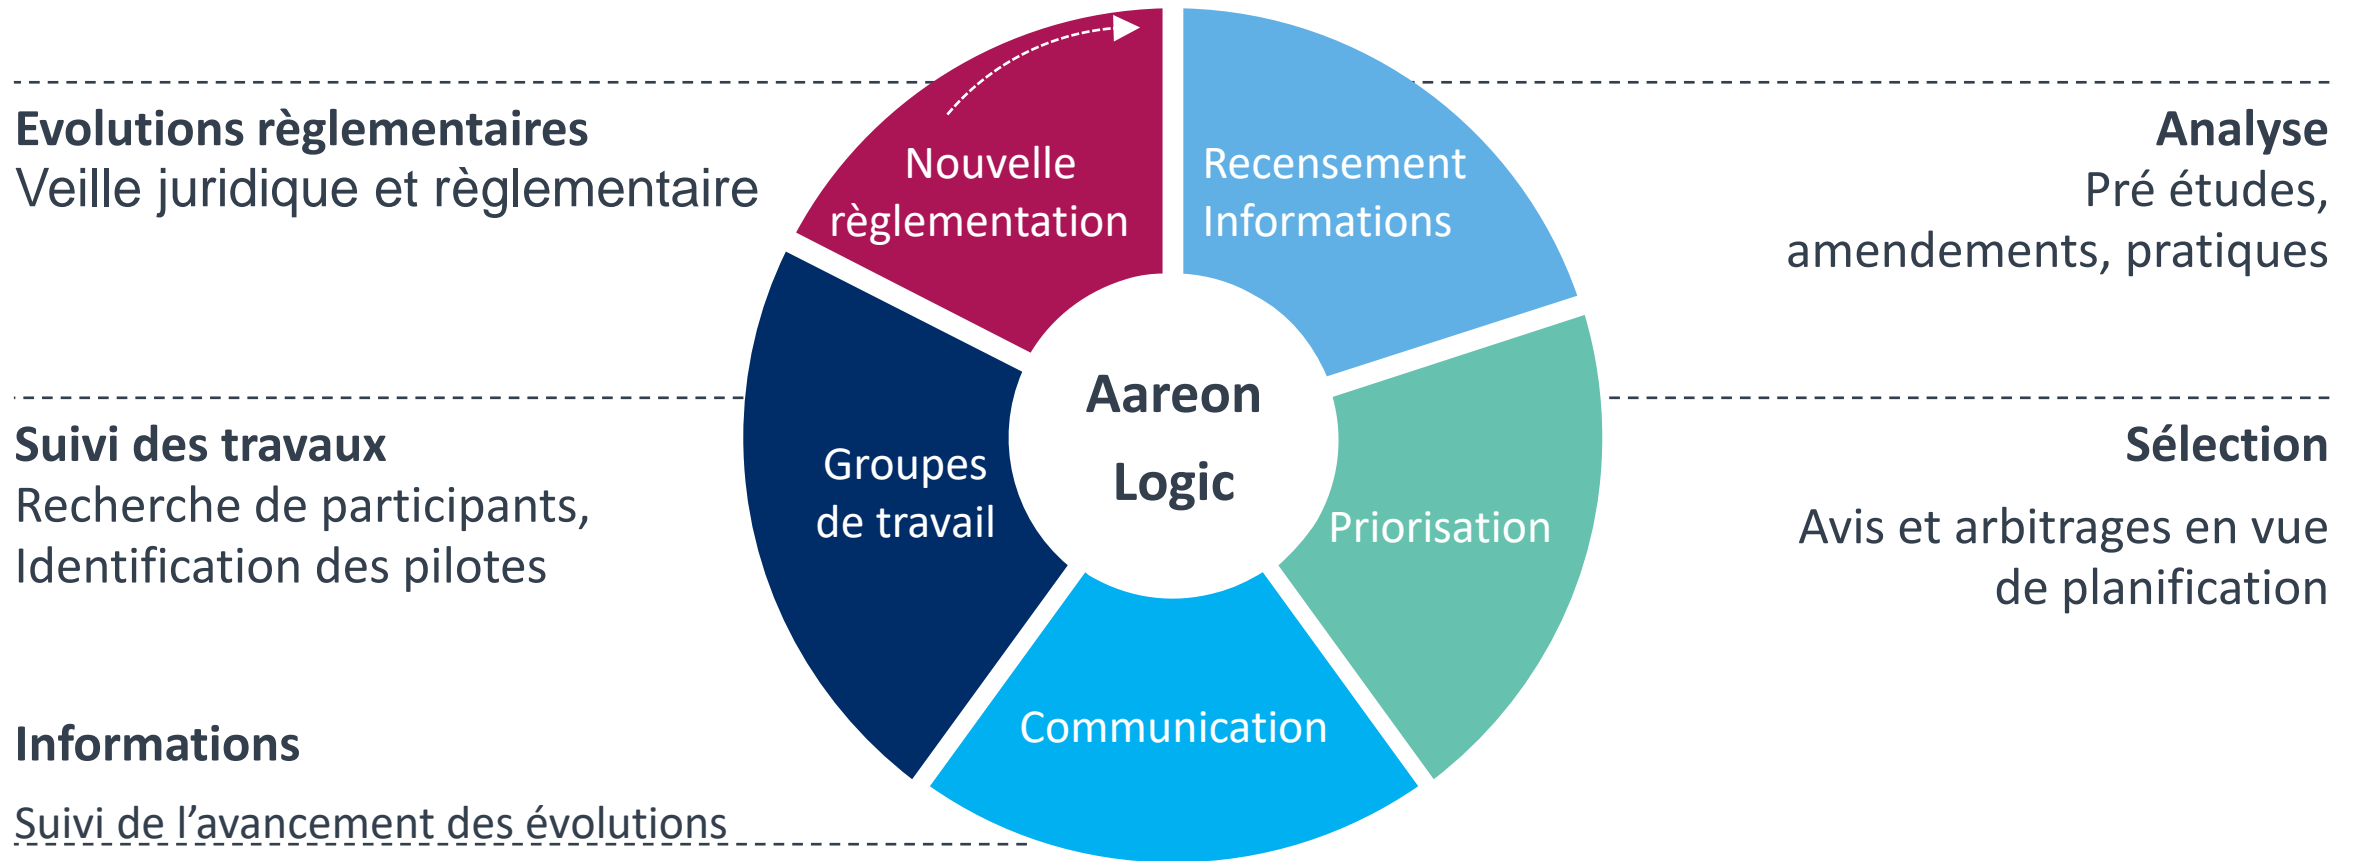 Evolutions règlementaires
Veille juridique et règlementaire
Suivi des travaux
Recherche de participants,
Identification des pilotes
Informations
Suivi de l’avancement des évolutions
Nouvelle
règlementation
Recensement
Informations
Groupes
de travail
Aareon
Logic
Priorisation
Communication
Analyse
Pré études,
amendements, pratiques
Sélection
Avis et arbitrages en vue
de planification